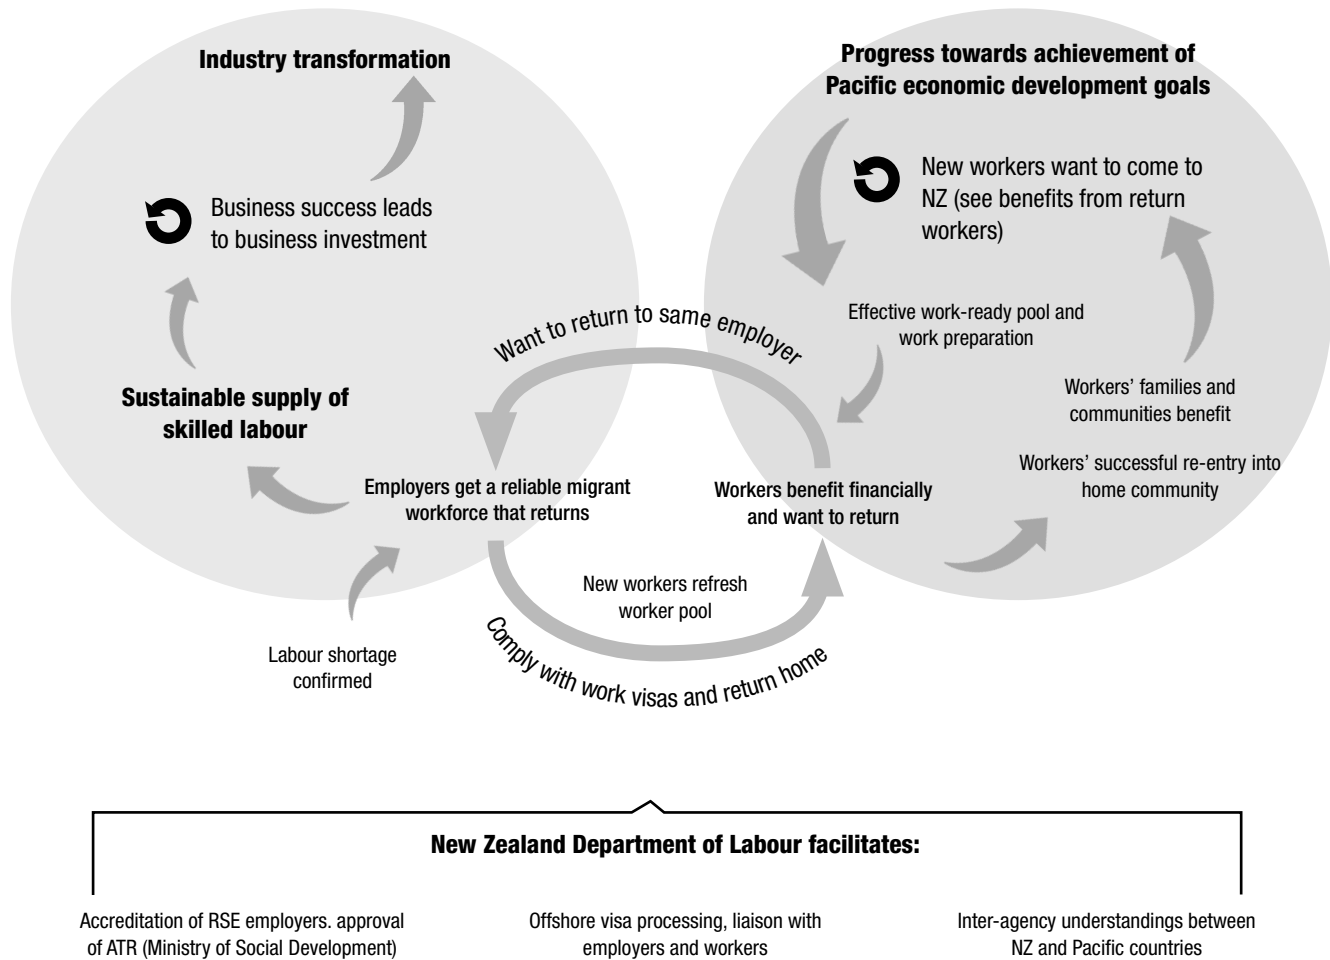 Industry transformation
Business success leads
to business investment
Sustainable supply of
skilled labour
Employers get a reliable migrant
workforce that returns
Labour shortage
confirmed
Want to return to same employer
New workers refresh
worker pool
Comply with work visas and return home
Progress towards achievement of
Pacific economic development goals
New workers want to come to
NZ (see benefits from return
workers)
Effective work-ready pool and
work preparation
Workers’ families and
communities benefit
Workers’ successful re-entry into
home community
Workers benefit financially
and want to return
New Zealand Department of Labour facilitates:
Accreditation of RSE employers. approval
of ATR (Ministry of Social Development)
Offshore visa processing, liaison with
employers and workers
Inter-agency understandings between
NZ and Pacific countries